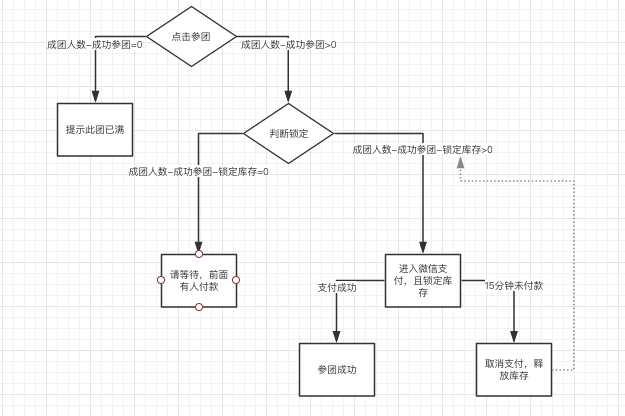 点击参团
成团人数-成功参团=0
成团人数-成功参团>0
提示此团已满
判断锁定
成团人数-成功参团-锁定库存>0
成团人数-成功参团-锁定库存=0
请等待，前面
有人付款
进入微信支
付，且锁定库
存
支付成功
15分钟未付款
参团成功
取消支付，释
放库存